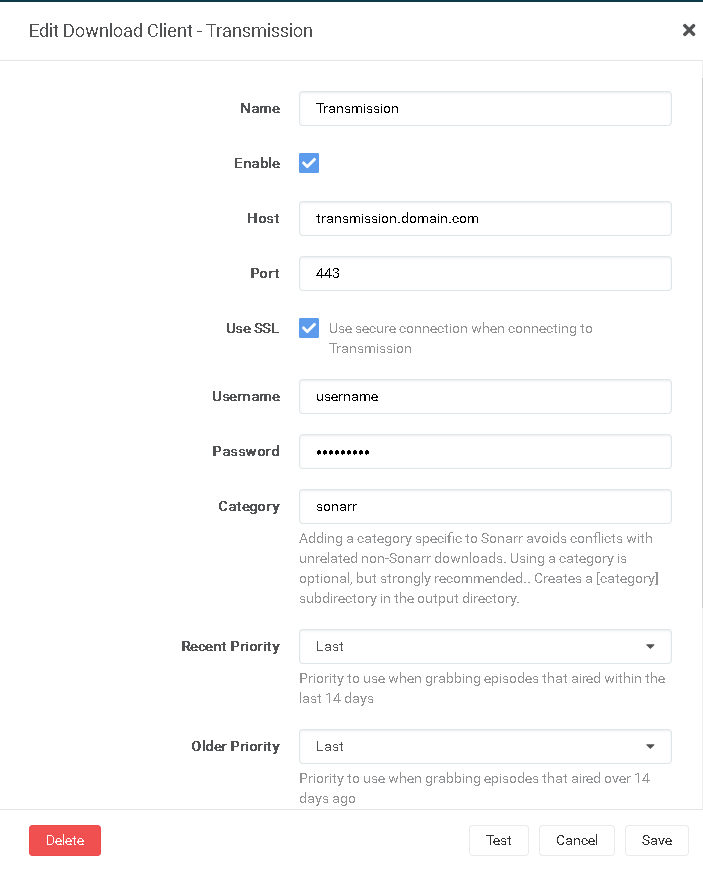 Edit Download Client - Transmission
Name
Transmission
Enable
Host
transmission.domain.com
Port
443
Use SSL
Use secure connection when connecting to
Transmission
Username
username
Password
•••••••••
Category
sonarr
Adding a category specific to Sonarr avoids conflicts with
unrelated non-Sonarr downloads. Using a category is
optional, but strongly recommended.. Creates a [category]
subdirectory in the output directory.
Recent Priority
Last
Priority to use when grabbing episodes that aired within the
last 14 days
Older Priority
Last
Priority to use when grabbing episodes that aired over 14
days ago
Delete
Test
Cancel
Save